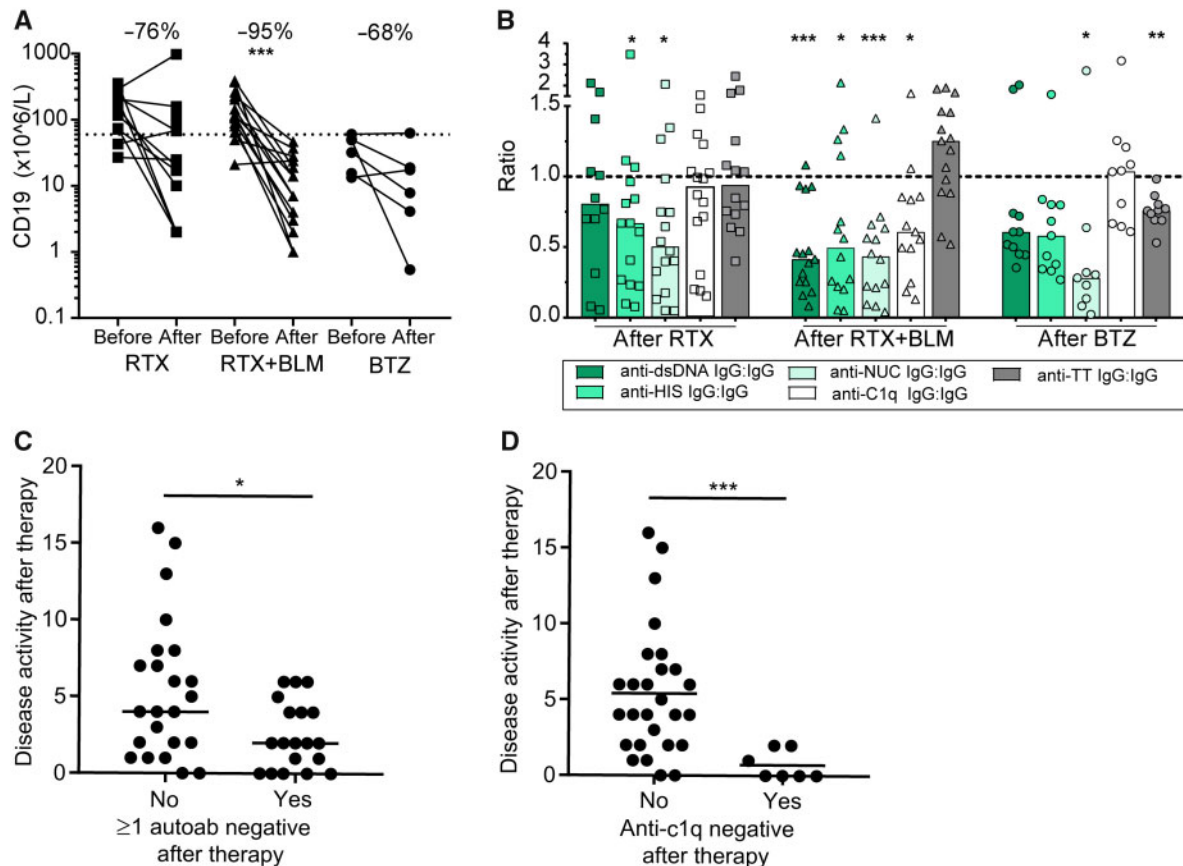 A
–76%
–95%
–68%
***
CD19 (x10^6/L)
1000
100
10
1
0.1
Before After Before After Before After
RTX
RTX+BLM
BTZ
B
* * *** * *** * * **
Ratio
4
3
2
1.5
1.0
0.5
0.0
After RTX
After RTX+BLM
After BTZ
anti-dsDNA IgG:IgG
anti-NUC IgG:IgG
anti-TT IgG:IgG
anti-HIS IgG:IgG
anti-C1q IgG:IgG
C
Disease activity after therapy
20
15
10
5
0
*
No
Yes
≥1 autoab negative
after therapy
D
Disease activity after therapy
20
15
10
5
0
***
No
Yes
Anti-c1q negative
after therapy